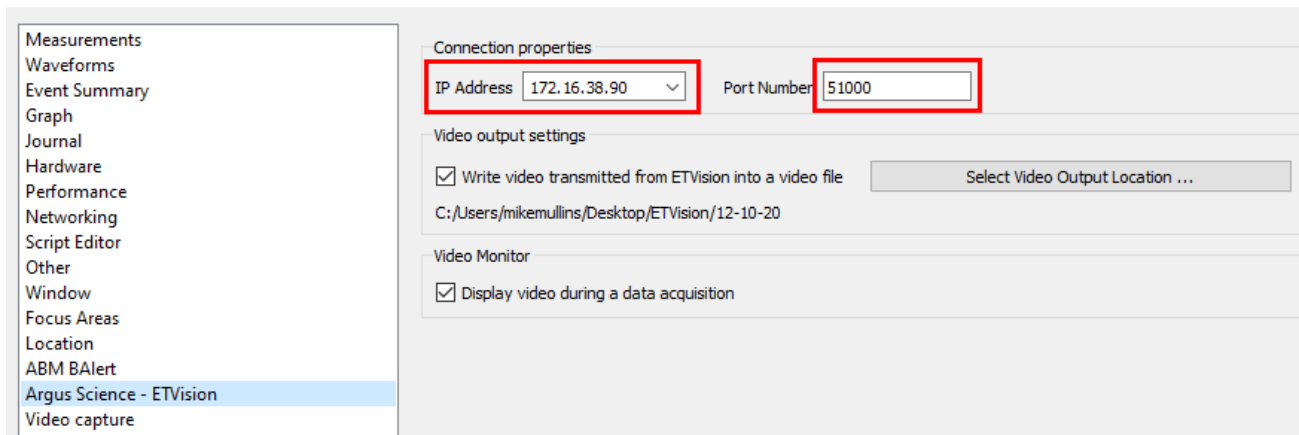 Measurements
Waveforms
Event Summary
Graph
Journal
Hardware
Performance
Networking
Script Editor
Other
Window
Focus Areas
Location
ABM BAlert
Argus Science - ETVision
Video capture
Connection properties
IP Address 172.16.38.90 Port Number 51000
Video output settings
Write video transmitted from ETVision into a video file Select Video Output Location ...
C:/Users/mikemullins/Desktop/ETVision/12-10-20
Video Monitor
Display video during a data acquisition